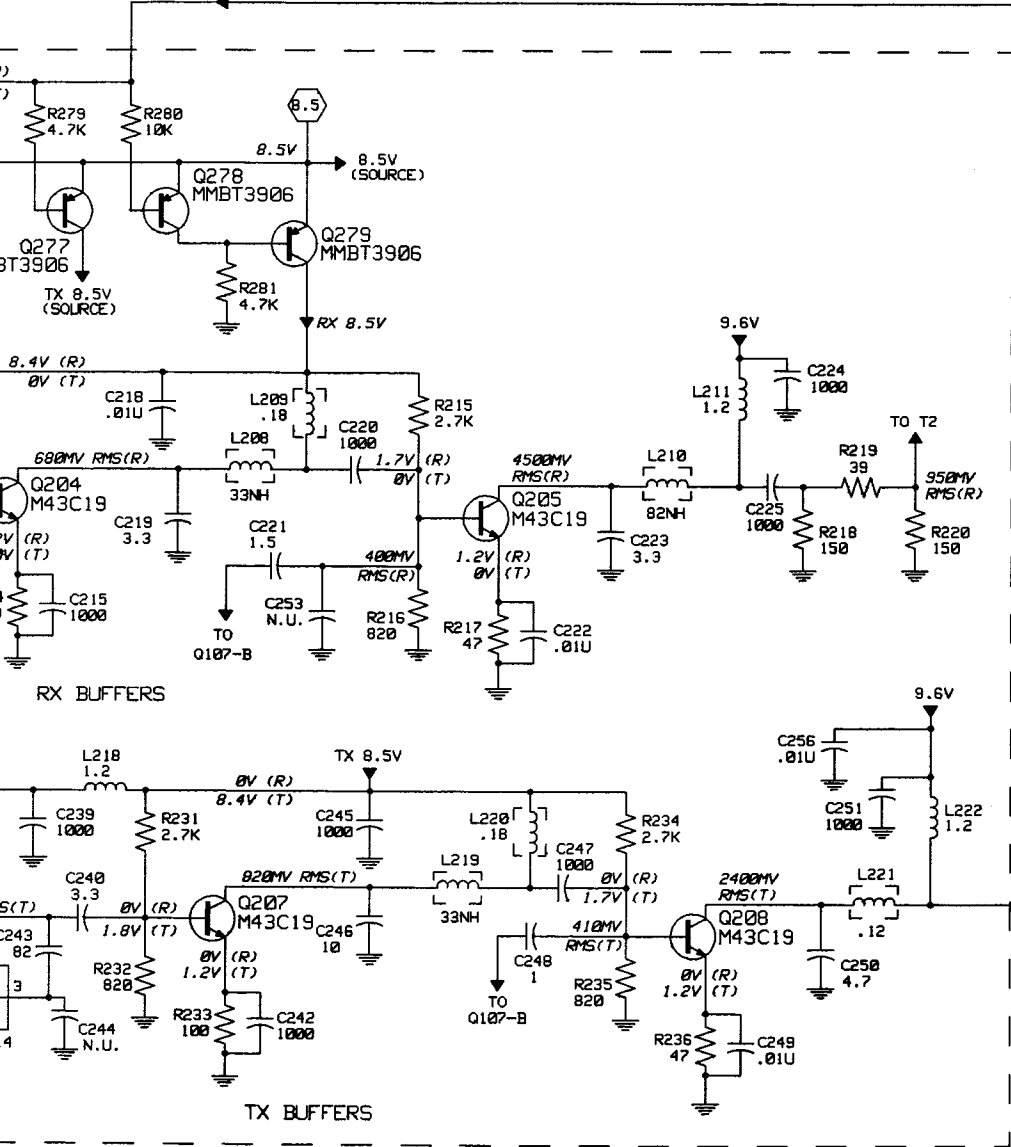 R279
4.7K
R280
10K
8.5
8.5V
8.5V
(SOURCE)
Q278
MMBT3906
Q277
BT3906
Q279
MMBT3906
TX 8.5V
(SOURCE)
R281
4.7K
RX 8.5V
9.6V
8.4V (R)
0V (T)
C218
.01U
L209
.18
R215
2.7K
L211
1.2
C224
1000
TO T2
680MV RMS(R)
L208
33NH
C220
1000
1.7V (R)
0V (T)
4500MV
RMS(R)
L210
82NH
R219
39
950MV
RMS(R)
Q204
M43C19
C219
3.3
Q205
M43C19
C223
3.3
C225
1000
R218
150
R220
150
V (R)
V (T)
C221
1.5
400MV
RMS(R)
1.2V (R)
0V (T)
C215
1000
TO
Q107-B
C253
N.U.
R216
820
R217
47
C222
.01U
RX BUFFERS
9.6V
C256
.01U
C251
1000
L222
1.2
L218
1.2
0V (R)
8.4V (T)
TX 8.5V
C239
1000
R231
2.7K
C245
1000
L220
.18
R234
2.7K
C240
3.3
820MV RMS(T)
L219
33NH
C247
1000
0V (R)
1.7V (T)
2400MV
RMS(T)
L221
.12
S(T)
0V (R)
1.8V (T)
Q207
M43C19
C246
10
410MV
RMS(T)
Q208
M43C19
C243
82
R232
820
0V (R)
1.2V (T)
C248
1
R235
820
0V (R)
1.2V (T)
C250
4.7
3
TO
Q107-B
C244
N.U.
R233
100
C242
1000
R236
47
C249
.01U
4
TX BUFFERS